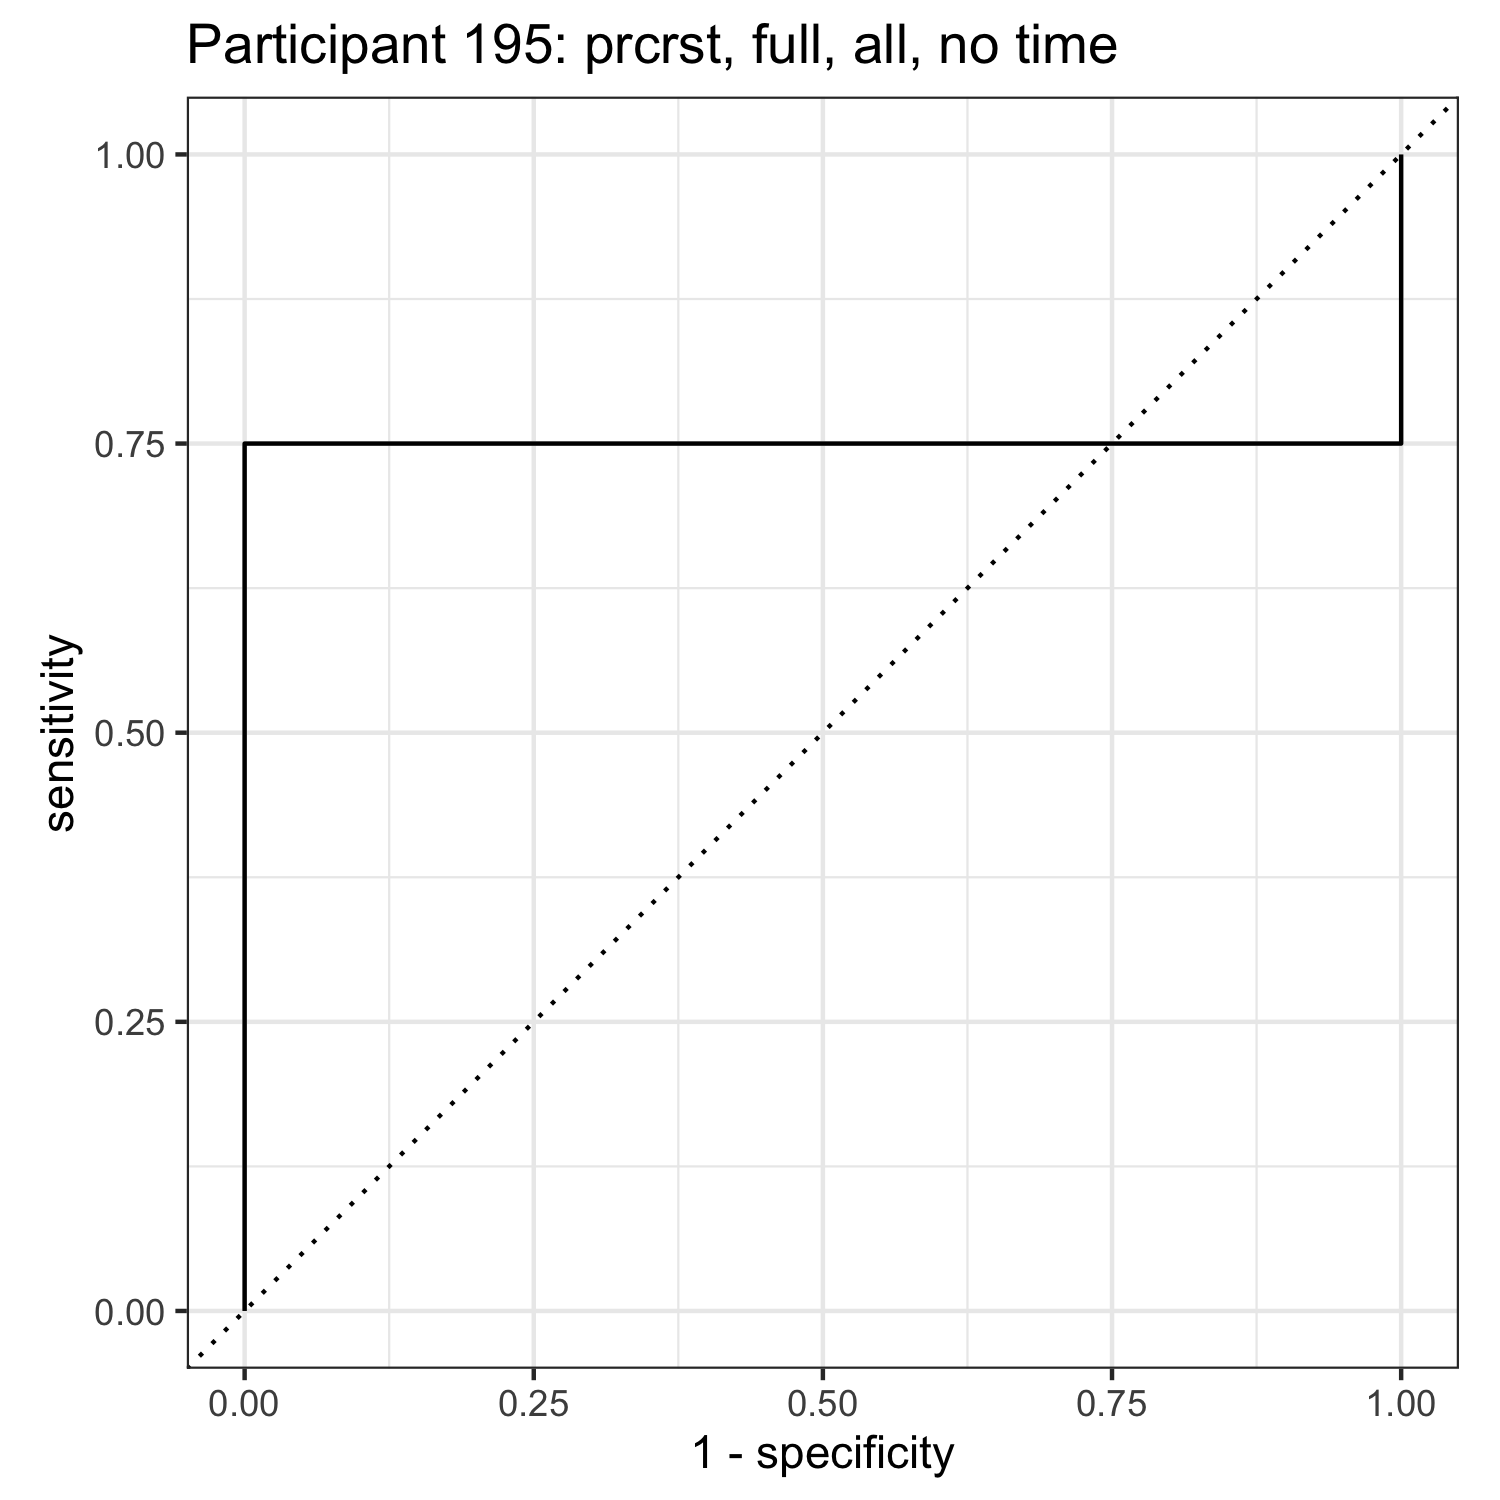 Participant 195: prcrst, full, all, no time
sensitivity
1.00
0.75
0.50
0.25
0.00
0.00 0.25 0.50 0.75 1.00
1 - specificity